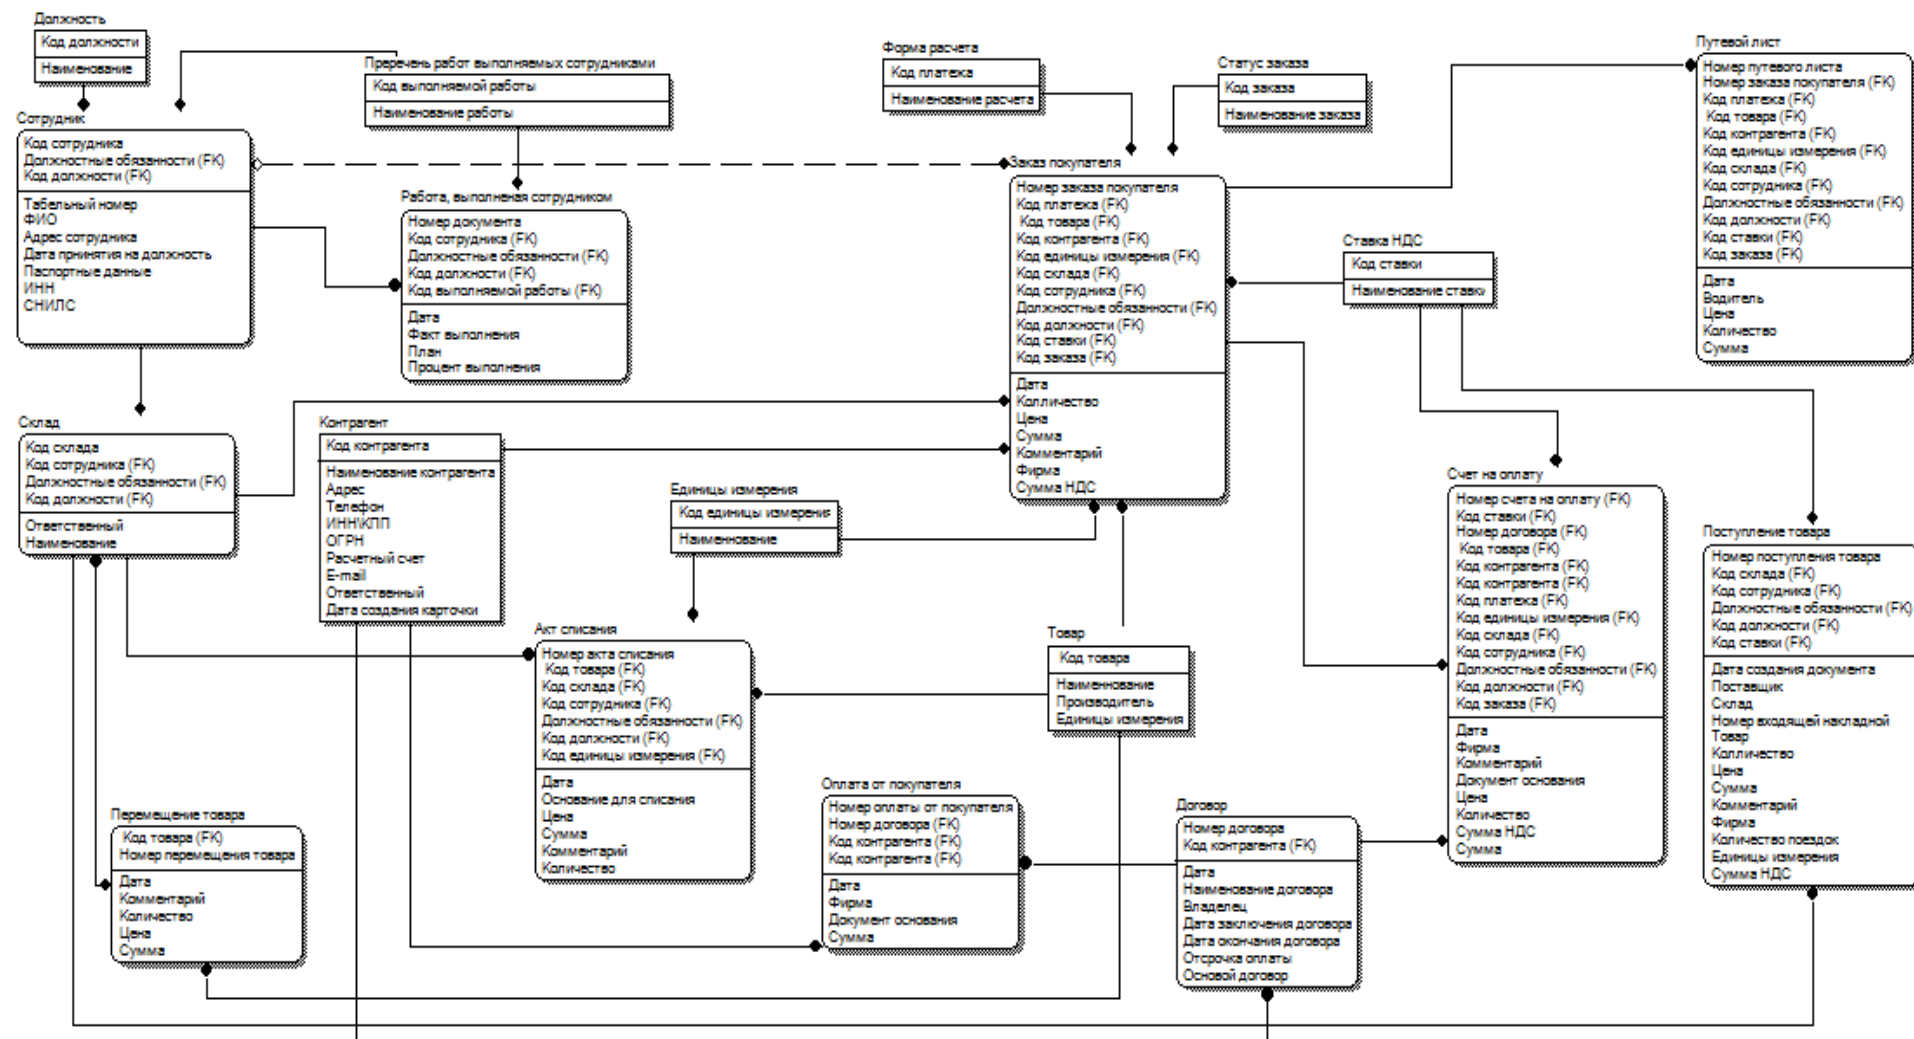 Должность
Код должности
Наименование
Преречень работ выполняемых сотрудниками
Код выполняемой работы
Наименование работы
Форма расчета
Код платежа
Наименование расчета
Статус заказа
Код заказа
Наименование заказа
Путевой лист
Номер путевого листа
Номер заказа покупателя (FK)
Код платежа (FK)
Код товара (FK)
Код контрагента (FK)
Код единицы измерения (FK)
Код склада (FK)
Код сотрудника (FK)
Должностные обязанности (FK)
Код должности (FK)
Код ставки (FK)
Код заказа (FK)
Дата
Водитель
Цена
Количество
Сумма
Сотрудник
Код сотрудника
Должностные обязанности (FK)
Код должности (FK)
Табельный номер
ФИО
Адрес сотрудника
Дата принятия на должность
Паспортные данные
ИНН
СНИЛС
Работа, выполненая сотрудником
Номер документа
Код сотрудника (FK)
Должностные обязанности (FK)
Код должности (FK)
Код выполняемой работы (FK)
Дата
Факт выполнения
План
Процент выполнения
Заказ покупателя
Номер заказа покупателя
Код платежа (FK)
Код товара (FK)
Код контрагента (FK)
Код единицы измерения (FK)
Код склада (FK)
Код сотрудника (FK)
Должностные обязанности (FK)
Код должности (FK)
Код ставки (FK)
Код заказа (FK)
Дата
Колличество
Цена
Сумма
Комментарий
Фирма
Сумма НДС
Ставка НДС
Код ставки
Наименование ставки
Склад
Код склада
Код сотрудника (FK)
Должностные обязанности (FK)
Код должности (FK)
Ответственный
Наименование
Контрагент
Код контрагента
Наименование контрагента
Адрес
Телефон
ИНН\КПП
ОГРН
Расчетный счет
E-mail
Ответственный
Дата создания карточки
Единицы измерения
Код единицы измерения
Наименнование
Счет на оплату
Номер счета на оплату (FK)
Код ставки (FK)
Номер договора (FK)
Код товара (FK)
Код контрагента (FK)
Код контрагента (FK)
Код платежа (FK)
Код единицы измерения (FK)
Код склада (FK)
Код сотрудника (FK)
Должностные обязанности (FK)
Код должности (FK)
Код заказа (FK)
Дата
Фирма
Комментарий
Документ основания
Цена
Количество
Сумма НДС
Сумма
Поступление товара
Номер поступления товара
Код склада (FK)
Код сотрудника (FK)
Должностные обязанности (FK)
Код должности (FK)
Код ставки (FK)
Дата создания документа
Поставщик
Склад
Номер входящей накладной
Товар
Колличество
Цена
Сумма
Комментарий
Фирма
Количество поездок
Единицы измерения
Сумма НДС
Акт списания
Номер акта списания
Код товара (FK)
Код склада (FK)
Код сотрудника (FK)
Должностные обязанности (FK)
Код должности (FK)
Код единицы измерения (FK)
Дата
Основание для списания
Цена
Сумма
Комментарий
Количество
Товар
Код товара
Наименнование
Производитель
Единицы измерения
Перемещение товара
Код товара (FK)
Номер перемещения товара
Дата
Комментарий
Количество
Цена
Сумма
Оплата от покупателя
Номер оплаты от покупателя
Номер договора (FK)
Код контрагента (FK)
Код контрагента (FK)
Дата
Фирма
Документ основания
Сумма
Договор
Номер договора
Код контрагента (FK)
Дата
Наименование договора
Владелец
Дата заключения договора
Дата окончания договора
Отсрочка оплаты
Основой договор